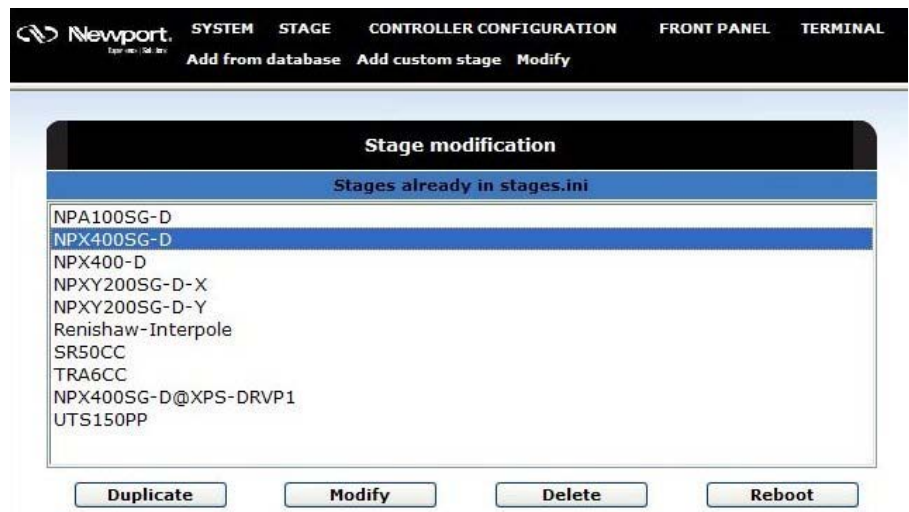 Newport. SYSTEM STAGE CONTROLLER CONFIGURATION FRONT PANEL TERMINAL
Add from database Add custom stage Modify
Stage modification
Stages already in stages.ini
NPA100SG-D
NPX400SG-D
NPX400-D
NPXY200SG-D-X
NPXY200SG-D-Y
Renishaw-Interpole
SR50CC
TRA6CC
NPX400SG-D@XPS-DRVP1
UTS150PP
Duplicate Modify Delete Reboot